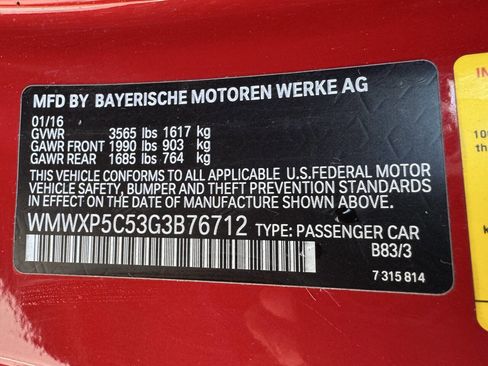 MFD BY BAYERISCHE MOTOREN WERKE AG
01/16
GVWR 3565 lbs 1617 kg
GAWR FRONT 1990 lbs 903 kg
GAWR REAR 1685 lbs 764 kg
THIS VEHICLE CONFORMS TO ALL APPLICABLE U.S.FEDERAL MOTOR
VEHICLE SAFETY, BUMPER AND THEFT PREVENTION STANDARDS
IN EFFECT ON THE DATE OF MANUFACTURE SHOWN ABOVE.
WMWXP5C53G3B76712 TYPE: PASSENGER CAR
B83/3
7 315 814